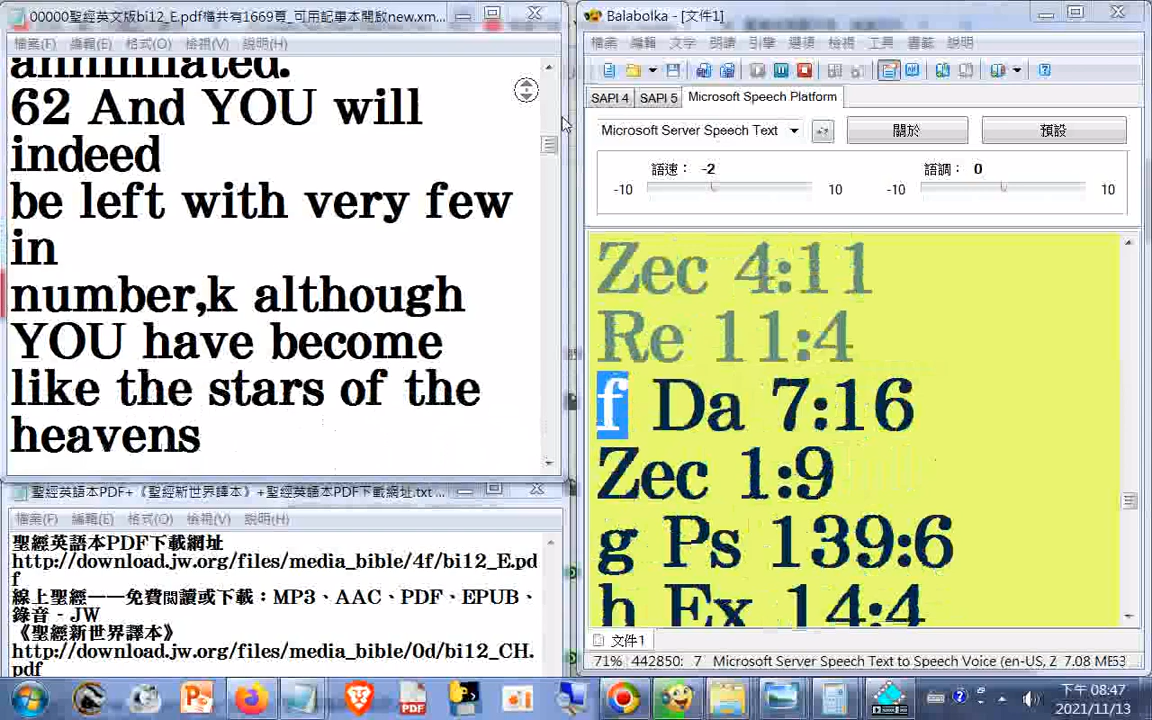 00000聖經英文版bi12_E.pdf檔共有1669頁_可用記事本開啟new.xm...
檔案(F) 編輯(E) 格式(O) 檢視(V) 說明(H)
annihilated.
62 And YOU will
indeed
be left with very few
in
number,k although
YOU have become
like the stars of the
heavens
聖經英語本PDF+《聖經新世界譯本》+聖經英語本PDF下載網址.txt ...
檔案(F) 編輯(E) 格式(O) 檢視(V) 說明(H)
聖經英語本PDF下載網址
http://download.jw.org/files/media_bible/4f/bi12_E.pd
f
線上聖經——免費閱讀或下載：MP3、AAC、PDF、EPUB、
錄音 - JW
《聖經新世界譯本》
http://download.jw.org/files/media_bible/0d/bi12_CH.
pdf
Balabolka - [文件1]
檔案 編輯 文字 朗讀 引擎 選項 檢視 工具 書籤 說明
SAPI 4 SAPI 5 Microsoft Speech Platform
Microsoft Server Speech Text 關於 預設
語速： -2 語調： 0
-10 10 -10 10
Zec 4:11
Re 11:4
f Da 7:16
Zec 1:9
g Ps 139:6
h Ex 14:4
文件1
71% 442850: 7 Microsoft Server Speech Text to Speech Voice (en-US, Z 7.08 ME53
下午 08:47
2021/11/13